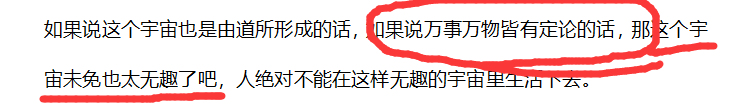 如果说这个宇宙也是由道所形成的话，如果说万事万物皆有定论的话，那这个宇
宙未免也太无趣了吧，人绝对不能在这样无趣的宇宙里生活下去。